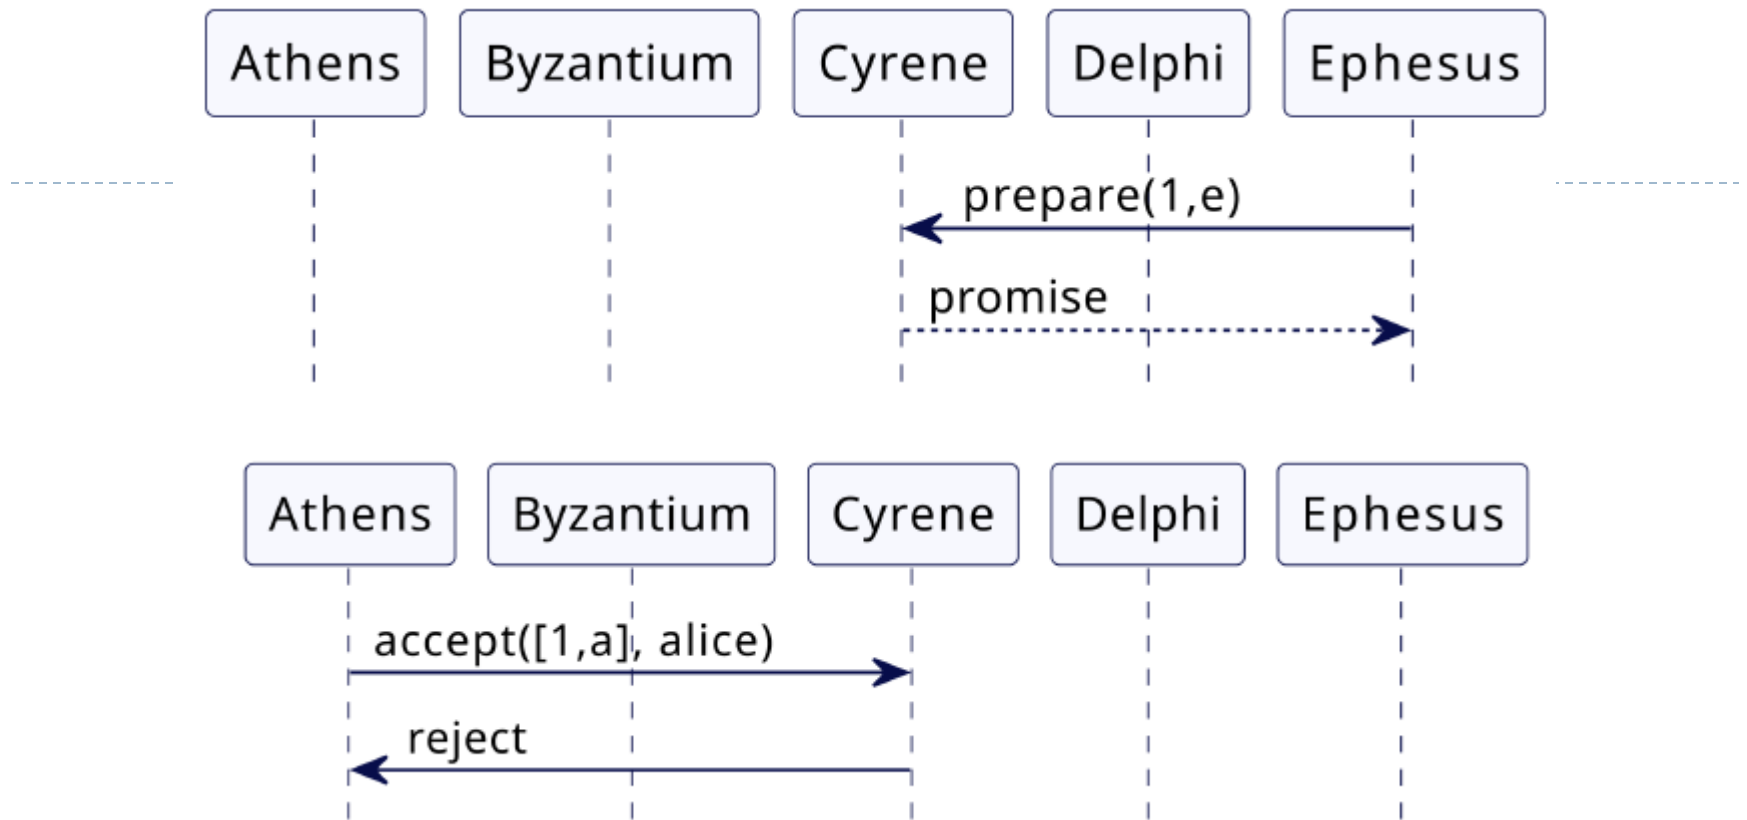 Athens Byzantium Cyrene Delphi Ephesus
prepare(1,e)
promise
Athens Byzantium Cyrene Delphi Ephesus
accept([1,a], alice)
reject